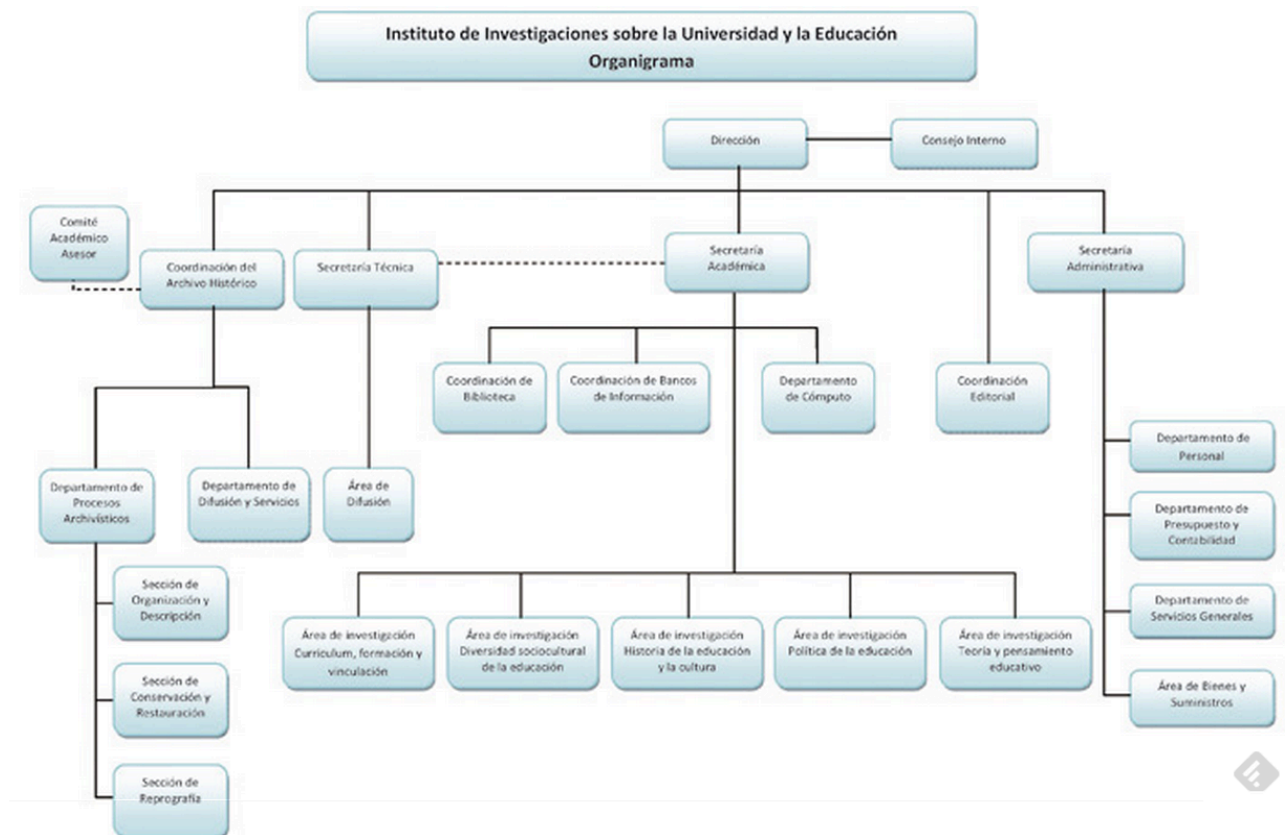 Instituto de Investigaciones sobre la Universidad y la Educación
Organigrama
Dirección
Consejo Interno
Comité
Académico
Asesor
Coordinación del
Archivo Histórico
Secretaría Técnica
Secretaría
Académica
Secretaría
Administrativa
Coordinación de
Biblioteca
Coordinación de Bancos
de Información
Departamento
de Cómputo
Coordinación
Editorial
Departamento de
Personal
Departamento de
Procesos
Archivísticos
Departamento de
Difusión y Servicios
Área de
Difusión
Departamento de
Presupuesto y
Contabilidad
Sección de
Organización y
Descripción
Departamento de
Servicios Generales
Área de investigación
Curriculum, formación y
vinculación
Área de investigación
Diversidad sociocultural
de la educación
Área de investigación
Historia de la educación
y la cultura
Área de investigación
Política de la educación
Área de investigación
Teoría y pensamiento
educativo
Sección de
Conservación y
Restauración
Área de Bienes y
Suministros
Sección de
Reprografía